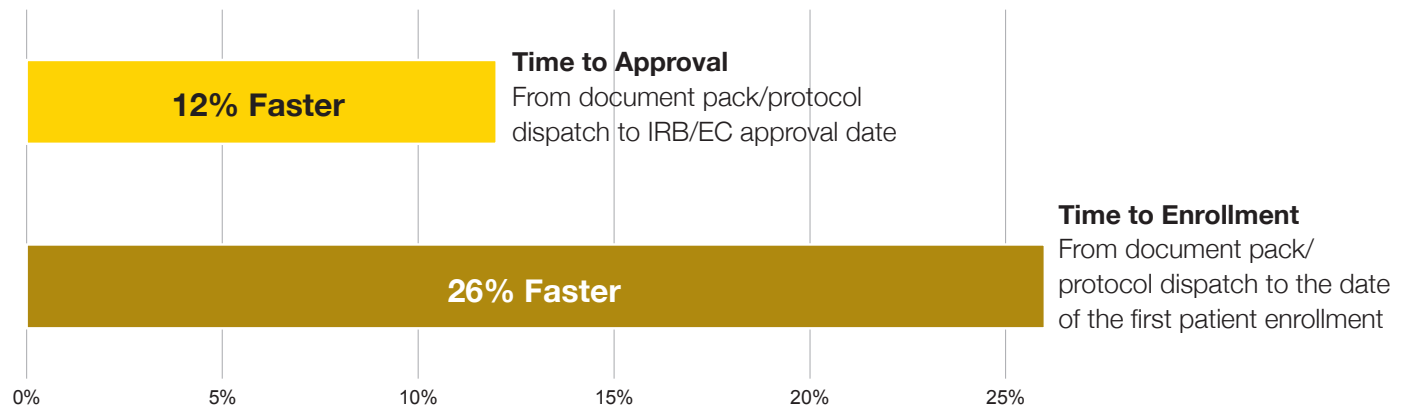 Time to Approval
12% Faster
From document pack/protocol
dispatch to IRB/EC approval date
Time to Enrollment
From document pack/
26% Faster
protocol dispatch to the date
of the first patient enrollment
0% 5% 10% 15% 20% 25%